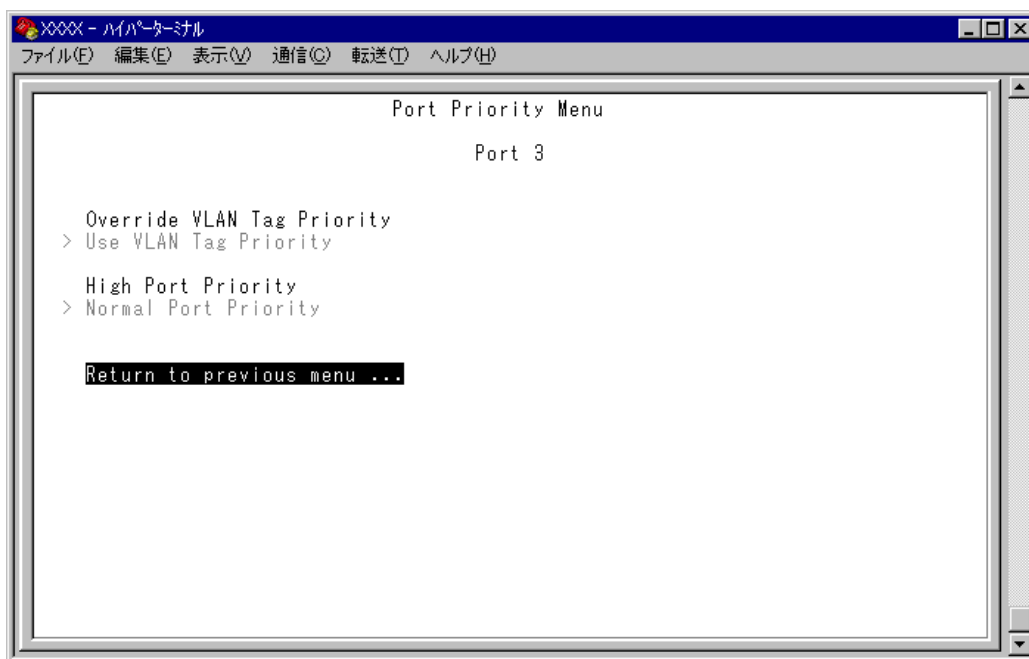 XXXX - ﾊｲﾊﾟｰﾀｰﾐﾅﾙ
ファイル(F) 編集(E) 表示(V) 通信(C) 転送(T) ヘルプ(H)
Port Priority Menu
Port 3
Override VLAN Tag Priority
> Use VLAN Tag Priority
High Port Priority
> Normal Port Priority
Return to previous menu ...